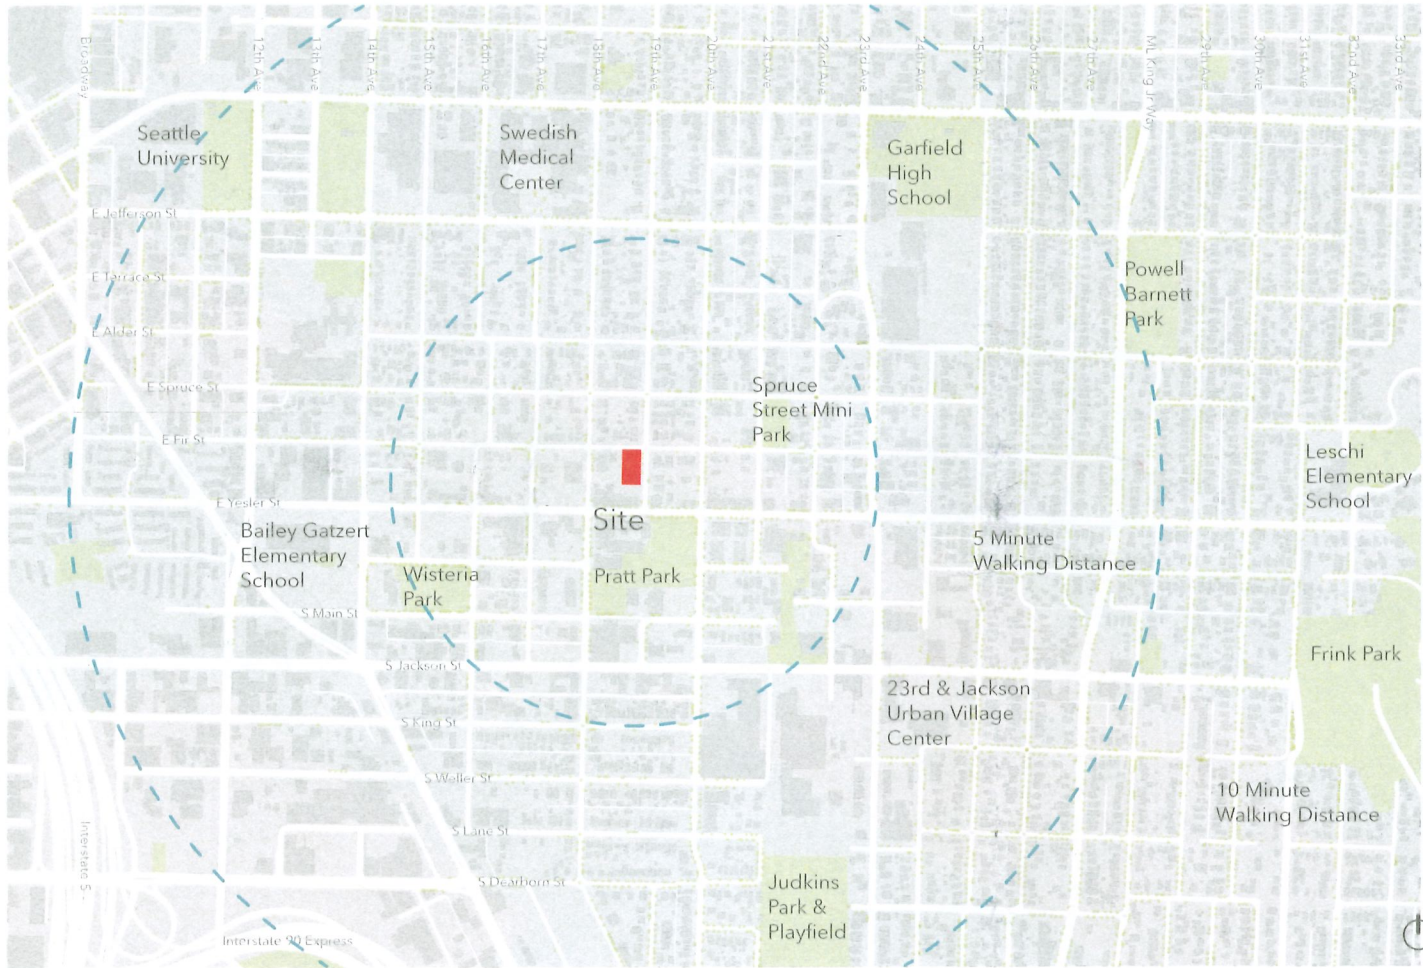 Broadway
12th Ave
13th Ave
14th Ave
15th Ave
16th Ave
17th Ave
18th Ave
19th Ave
20th Ave
21st Ave
22nd Ave
23rd Ave
24th Ave
25th Ave
26th Ave
27th Ave
ML King Jr Way
29th Ave
30th Ave
31st Ave
32nd Ave
33rd Ave
Seattle
University
Swedish
Medical
Center
Garfield
High
School
E Jefferson St
E Terrace St
Powell
Barnett
Park
E Alder St
E Spruce St
Spruce
Street Mini
Park
E Fir St
Leschi
Elementary
School
E Yesler St
Site
Bailey Gatzert
Elementary
School
5 Minute
Walking Distance
Wisteria
Park
Pratt Park
S Main St
S Jackson St
Frink Park
23rd & Jackson
Urban Village
Center
S King St
S Weller St
10 Minute
Walking Distance
S Lane St
Interstate 5
S Dearborn St
Judkins
Park &
Playfield
Interstate 90 Express